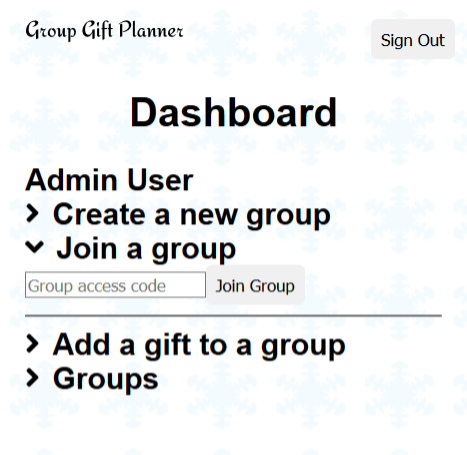 Group Gift Planner
Sign Out
Dashboard
Admin User
Create a new group
Join a group
Group access code
Join Group
Add a gift to a group
Groups